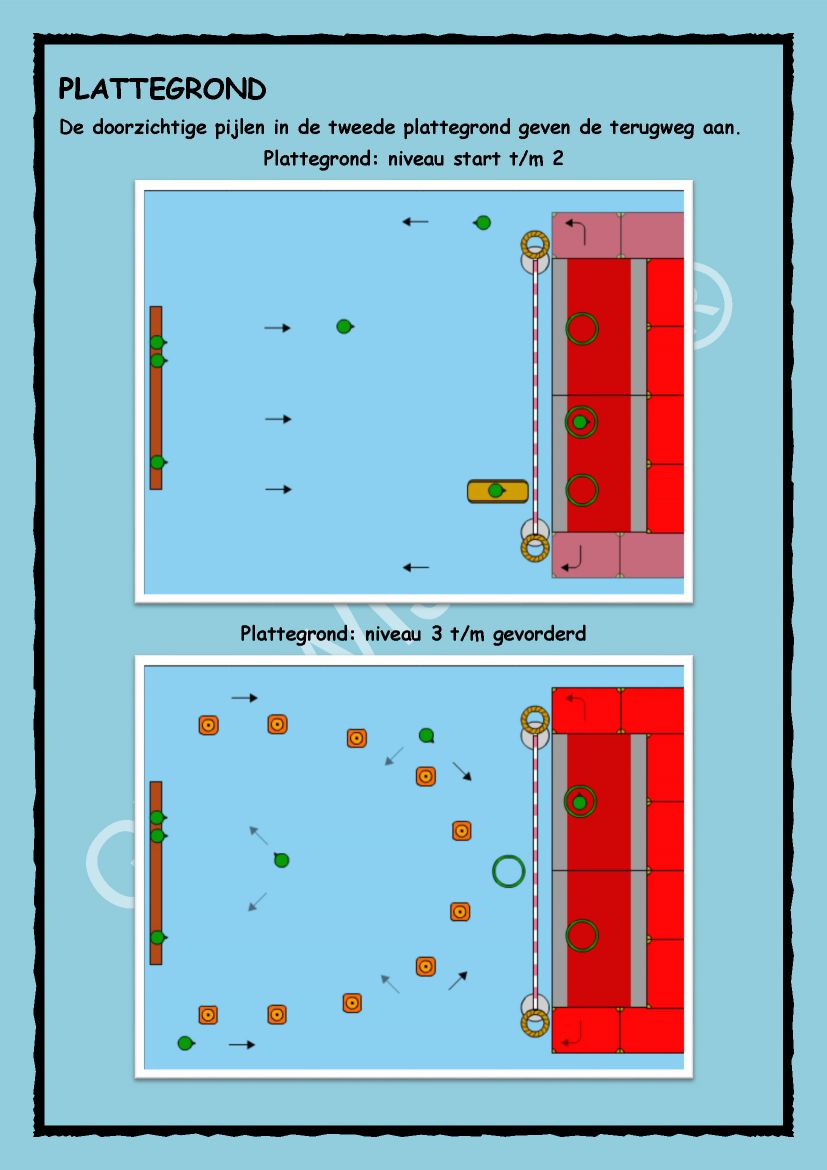 PLATTEGROND
De doorzichtige pijlen in de tweede plattegrond geven de terugweg aan.
Plattegrond: niveau start t/m 2
®
Plattegrond: niveau 3 t/m gevorderd